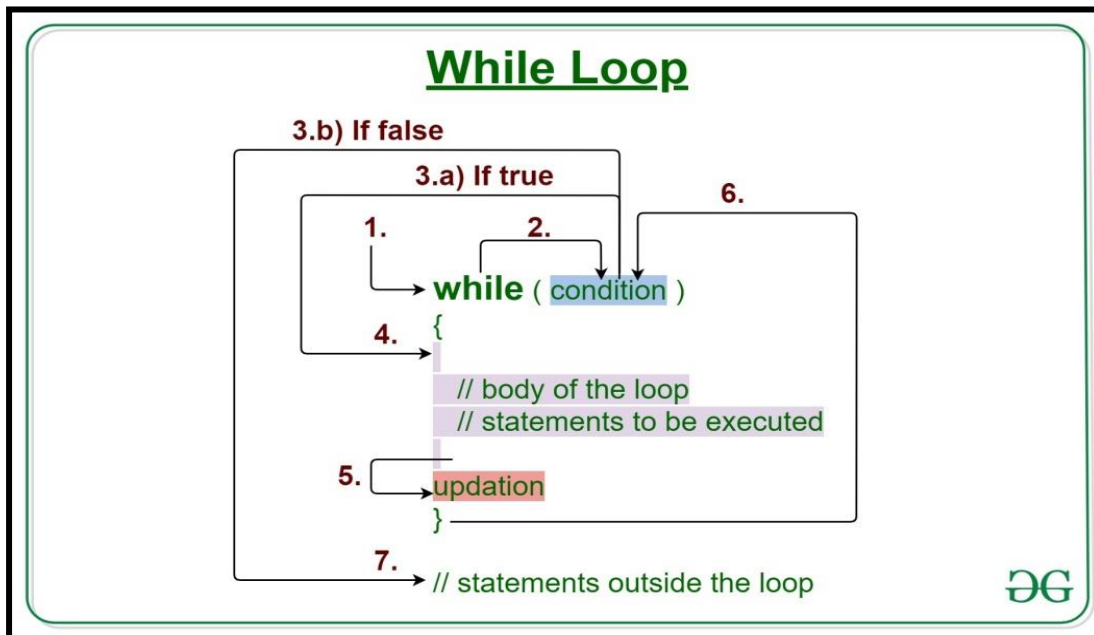 While Loop
3.b) If false
3.a) If true
6.
1.
2.
while ( condition )
{
4.
// body of the loop
// statements to be executed
5.
updation
}
7.
// statements outside the loop